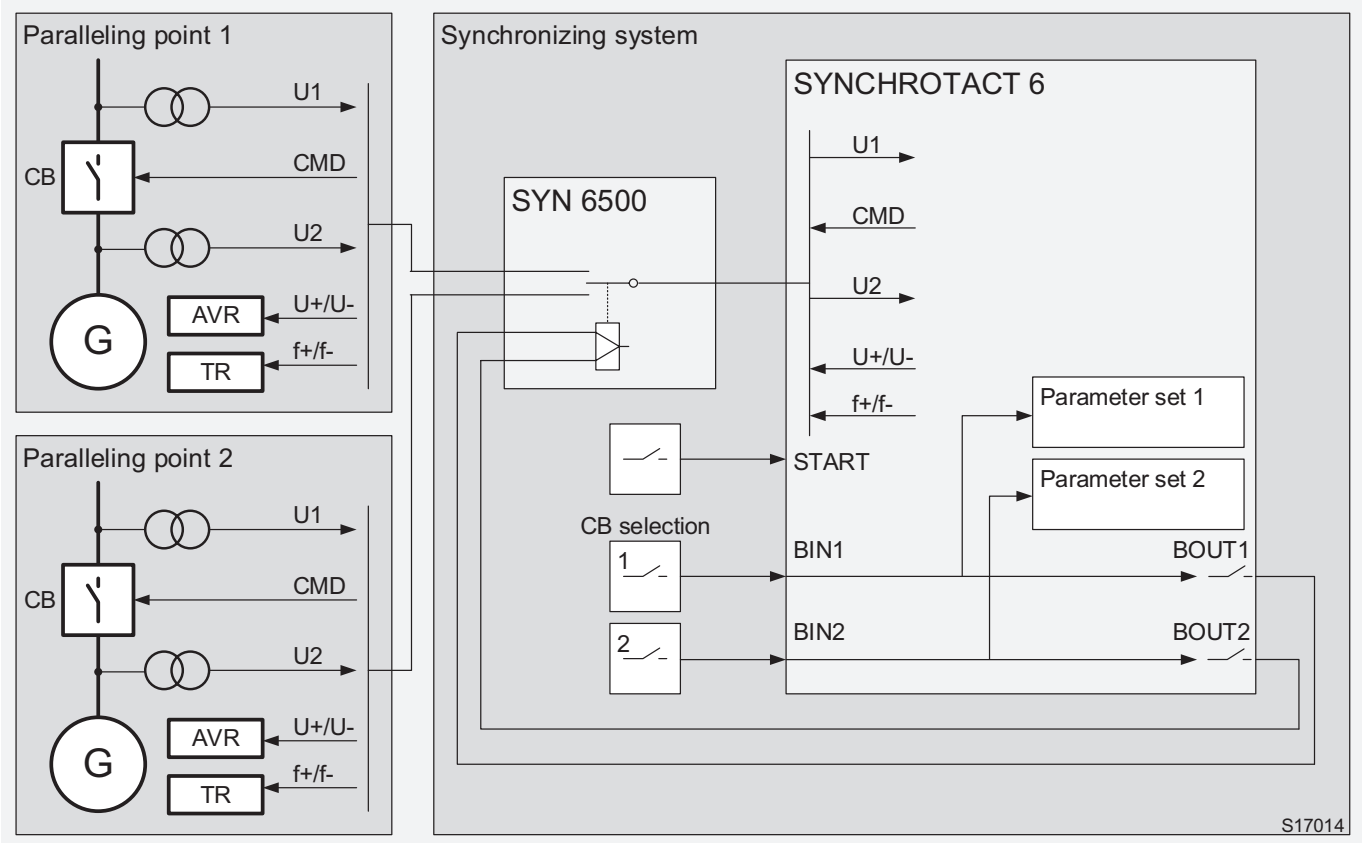 Paralleling point 1
U1
CB
CMD
U2
G
AVR
U+/U-
TR
f+/f-
Paralleling point 2
U1
CB
CMD
U2
G
AVR
U+/U-
TR
f+/f-
Synchronizing system
SYN 6500
SYNCHROTACT 6
U1
CMD
U2
U+/U-
f+/f-
Parameter set 1
START
Parameter set 2
CB selection
1
BIN1
BOUT1
2
BIN2
BOUT2
S17014